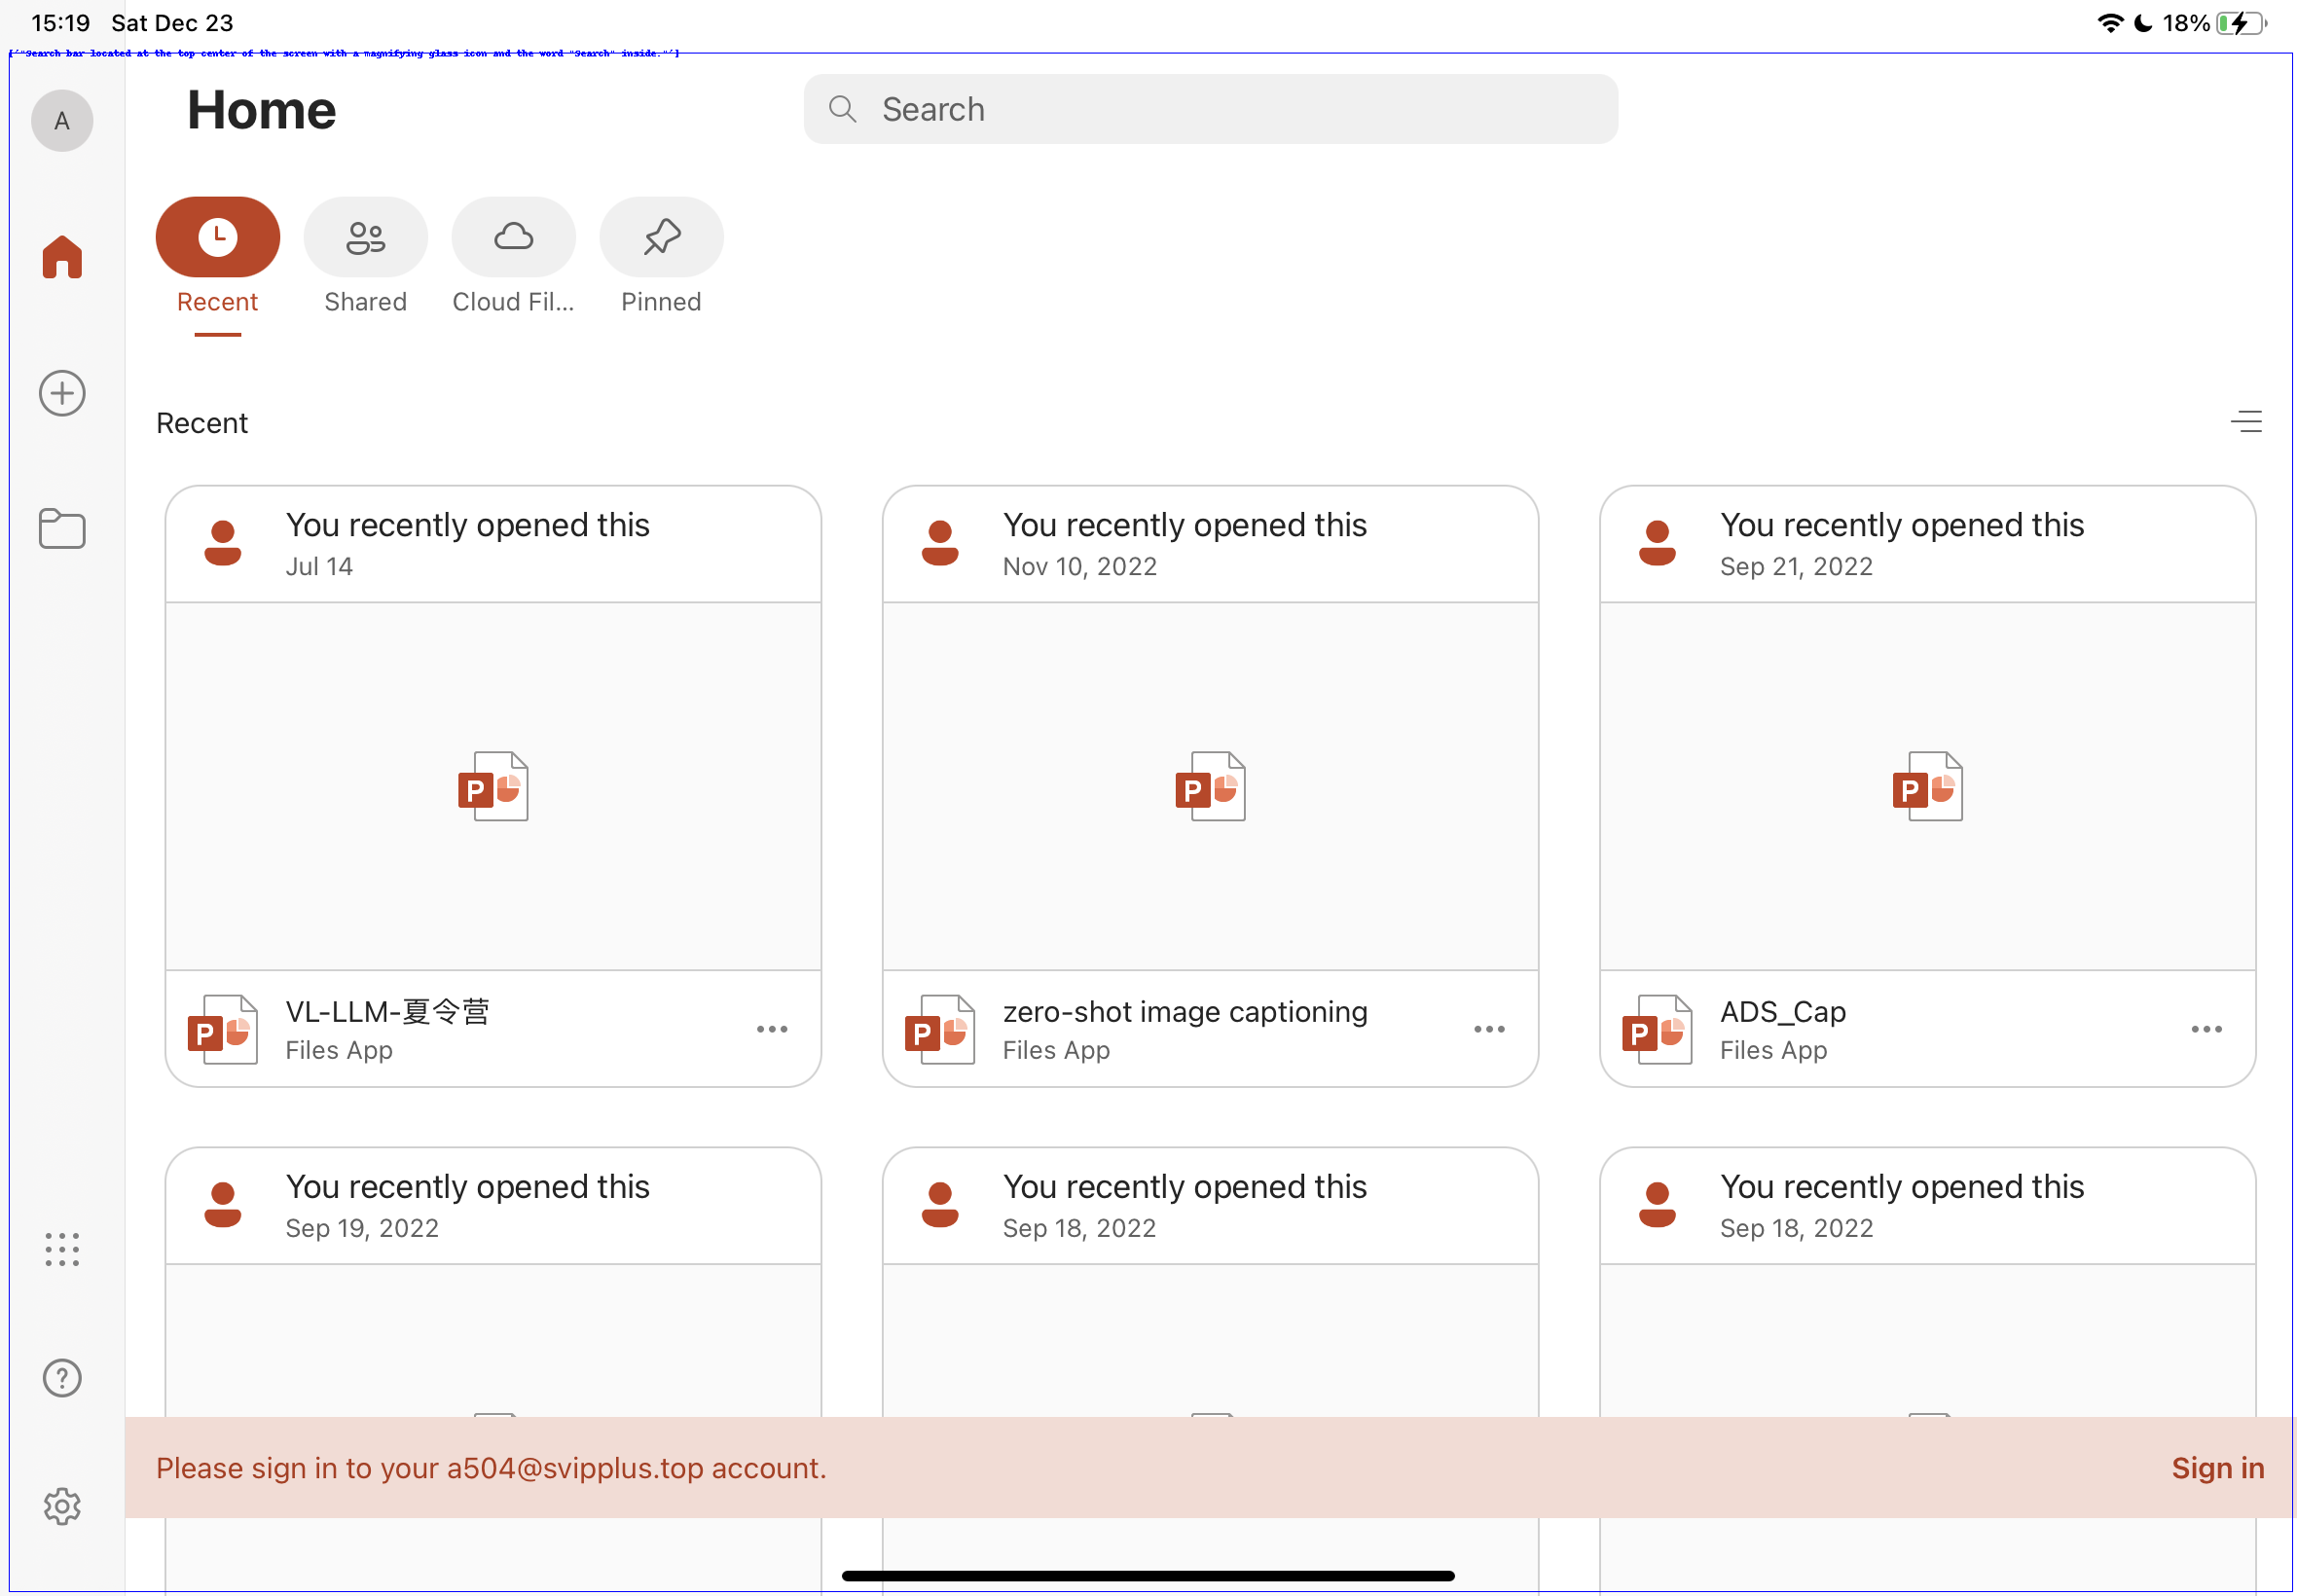 15:19 Sat Dec 23
18%
['"Search bar located at the top center of the screen with a magnifying glass icon and the word "Search" inside."']
A
Home
Search
Recent
Shared
Cloud Fil...
Pinned
Recent
You recently opened this
Jul 14
P
VL-LLM-夏令营
Files App
P
You recently opened this
Nov 10, 2022
P
zero-shot image captioning
Files App
P
You recently opened this
Sep 21, 2022
P
ADS_Cap
Files App
P
You recently opened this
Sep 19, 2022
You recently opened this
Sep 18, 2022
You recently opened this
Sep 18, 2022
Please sign in to your a504@svipplus.top account.
Sign in